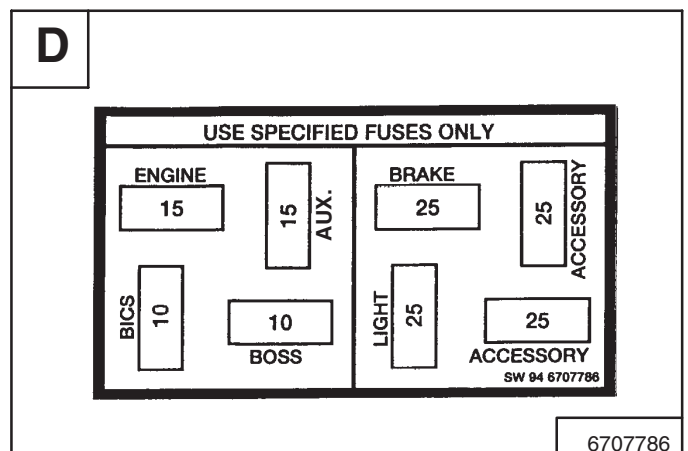 D
USE SPECIFIED FUSES ONLY
ENGINE
15
15
AUX.
BICS
10
10
BOSS
BRAKE
25
25
ACCESSORY
LIGHT
25
25
ACCESSORY
SW 94 6707786
6707786